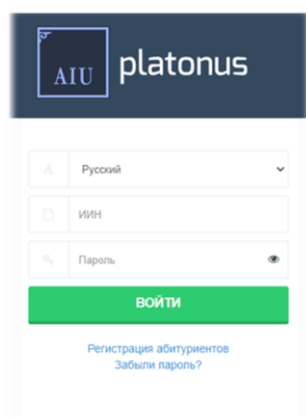 AIU platonus
Русский
ИИН
Пароль
ВОЙТИ
Регистрация абитуриентов
Забыли пароль?